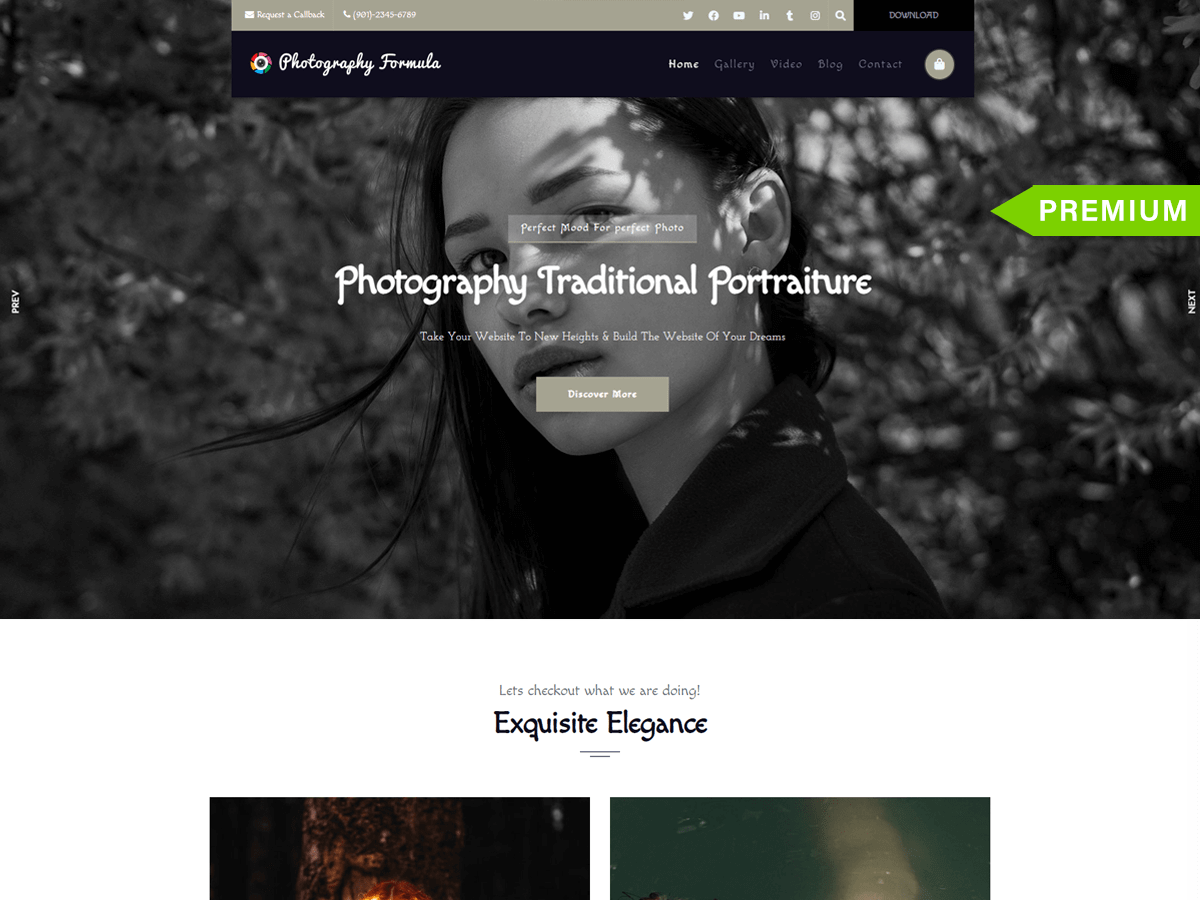 Request a Callback
(901)-2345-6789
DOWNLOAD
Photography Formula
Home Gallery Video Blog Contact
PREMIUM
Perfect Mood For perfect Photo
Photography Traditional Portraiture
PREV
NEXT
Take Your Website To New Heights & Build The Website Of Your Dreams
Discover More
Lets checkout what we are doing!
Exquisite Elegance